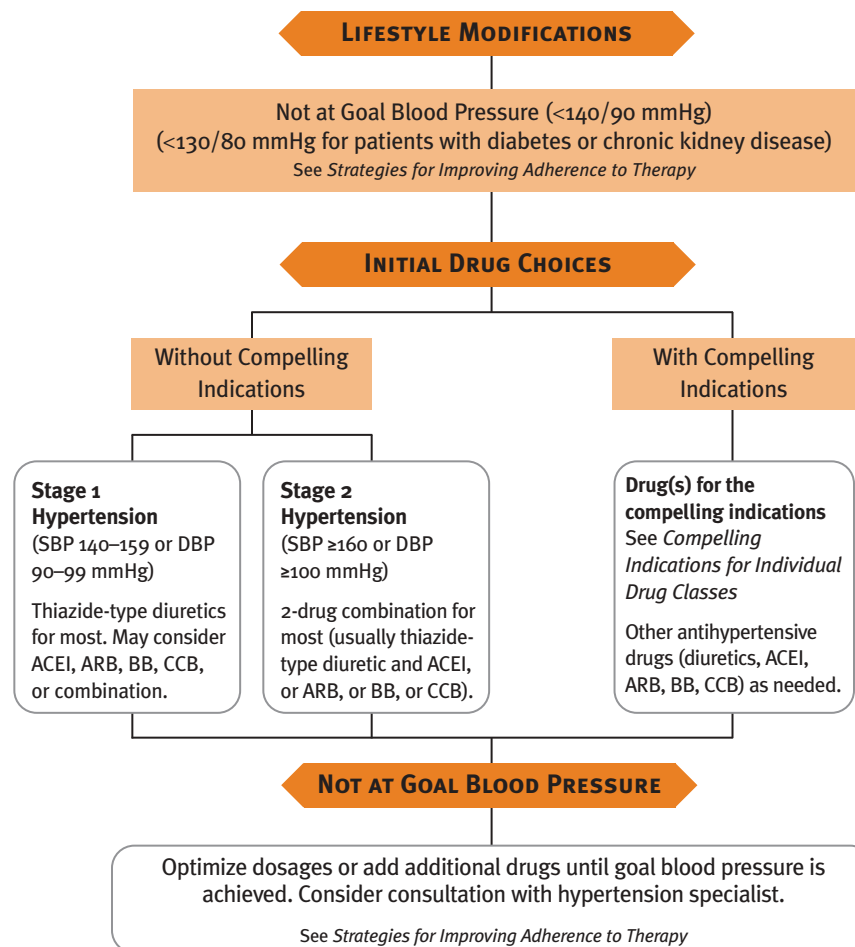 LIFESTYLE MODIFICATIONS
Not at Goal Blood Pressure (<140/90 mmHg)
(<130/80 mmHg for patients with diabetes or chronic kidney disease)
See Strategies for Improving Adherence to Therapy
INITIAL DRUG CHOICES
Without Compelling
Indications
With Compelling
Indications
Stage 1
Hypertension
(SBP 140–159 or DBP
90–99 mmHg)
Thiazide-type diuretics
for most. May consider
ACEI, ARB, BB, CCB,
or combination.
Stage 2
Hypertension
(SBP ≥160 or DBP
≥100 mmHg)
2-drug combination for
most (usually thiazide-
type diuretic and ACEI,
or ARB, or BB, or CCB).
Drug(s) for the
compelling indications
See Compelling
Indications for Individual
Drug Classes
Other antihypertensive
drugs (diuretics, ACEI,
ARB, BB, CCB) as needed.
NOT AT GOAL BLOOD PRESSURE
Optimize dosages or add additional drugs until goal blood pressure is
achieved. Consider consultation with hypertension specialist.
See Strategies for Improving Adherence to Therapy